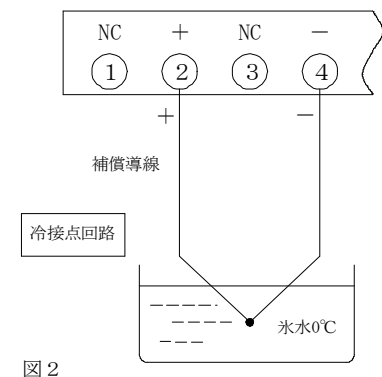 NC + NC −
① ② ③ ④
+ −
補償導線
冷接点回路
氷水0℃
図2